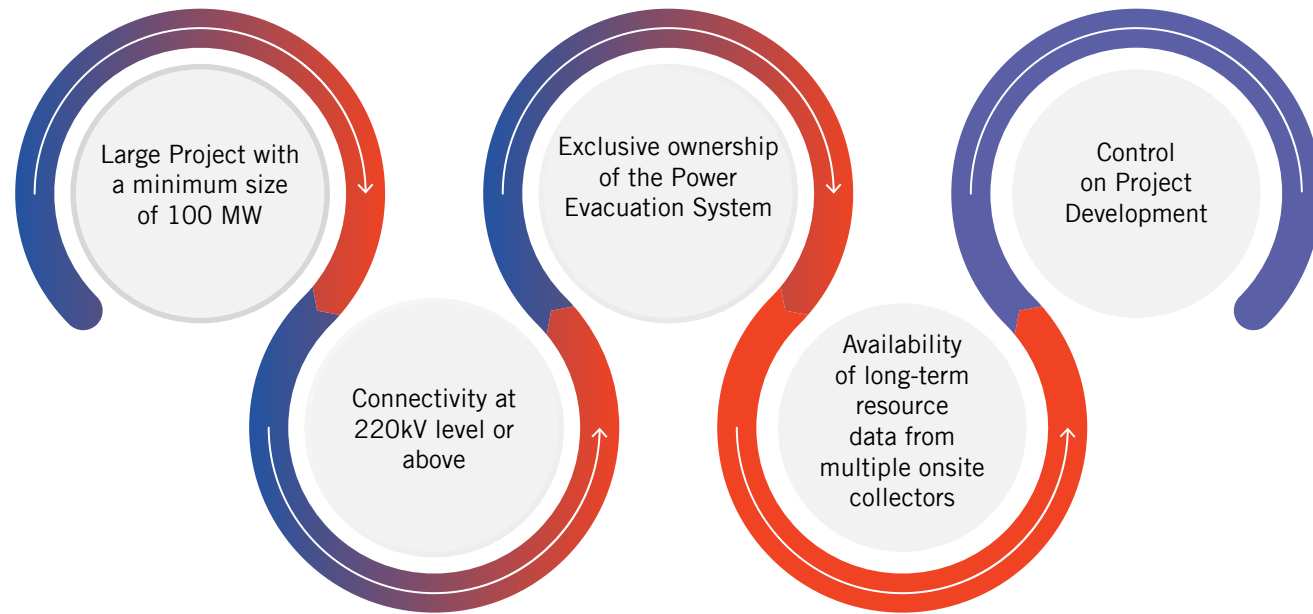 Large Project with
a minimum size
of 100 MW
Connectivity at
220kV level or
above
Exclusive ownership
of the Power
Evacuation System
Availability
of long-term
resource
data from
multiple onsite
collectors
Control
on Project
Development